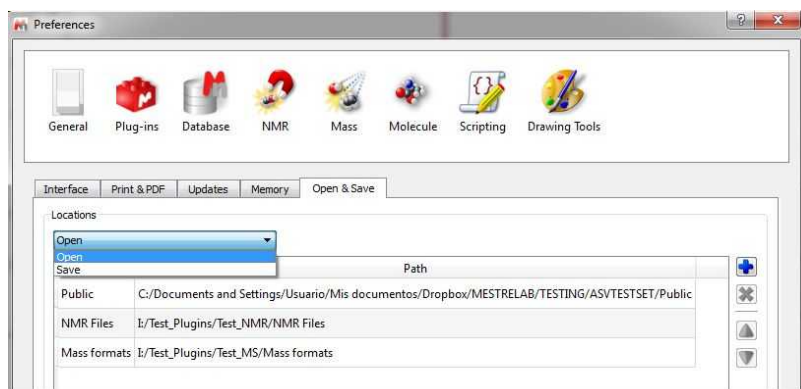 Preferences
General Plug-ins Database NMR Mass Molecule Scripting Drawing Tools
Interface Print & PDF Updates Memory Open & Save
Locations
Open
Open
Save
Path
Public C:/Documents and Settings/Usuario/Mis documentos/Dropbox/MESTRELAB/TESTING/ASVTESTSET/Public
NMR Files I:/Test_Plugins/Test_NMR/NMR Files
Mass formats I:/Test_Plugins/Test_MS/Mass formats